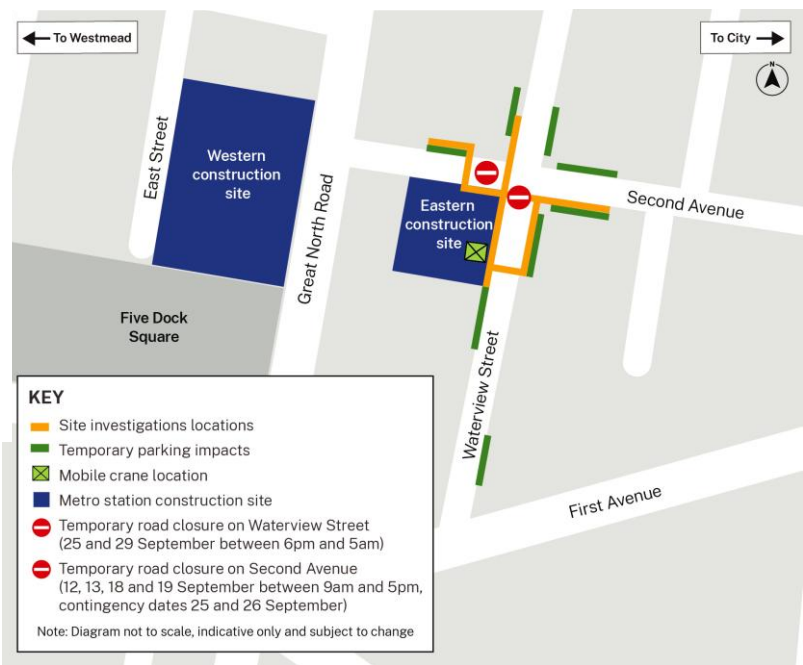 To Westmead
To City
N
East Street
Western
construction
site
Great North Road
Eastern
construction
site
Second Avenue
Five Dock
Square
Waterview Street
First Avenue
KEY
Site investigations locations
Temporary parking impacts
Mobile crane location
Metro station construction site
Temporary road closure on Waterview Street
(25 and 29 September between 6pm and 5am)
Temporary road closure on Second Avenue
(12, 13, 18 and 19 September between 9am and 5pm,
contingency dates 25 and 26 September)
Note: Diagram not to scale, indicative only and subject to change